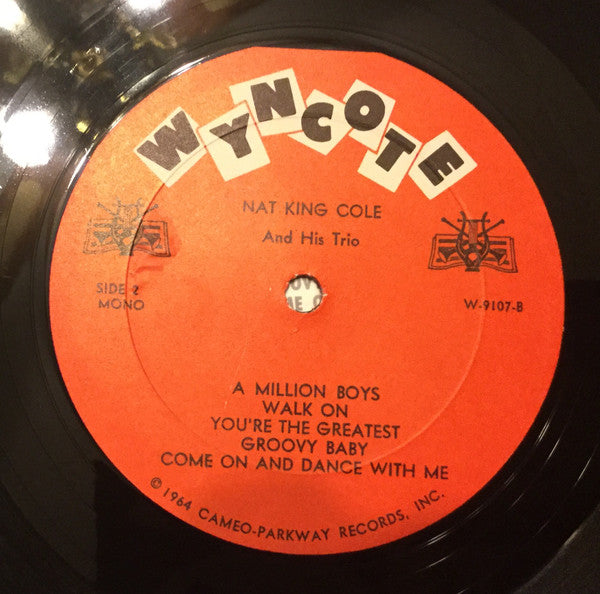 WYNCOTE
NAT KING COLE
And His Trio
SIDE 2
MONO
W-9107-B
A MILLION BOYS
WALK ON
YOU'RE THE GREATEST
GROOVY BABY
COME ON AND DANCE WITH ME
© 1964 CAMEO-PARKWAY RECORDS, INC.